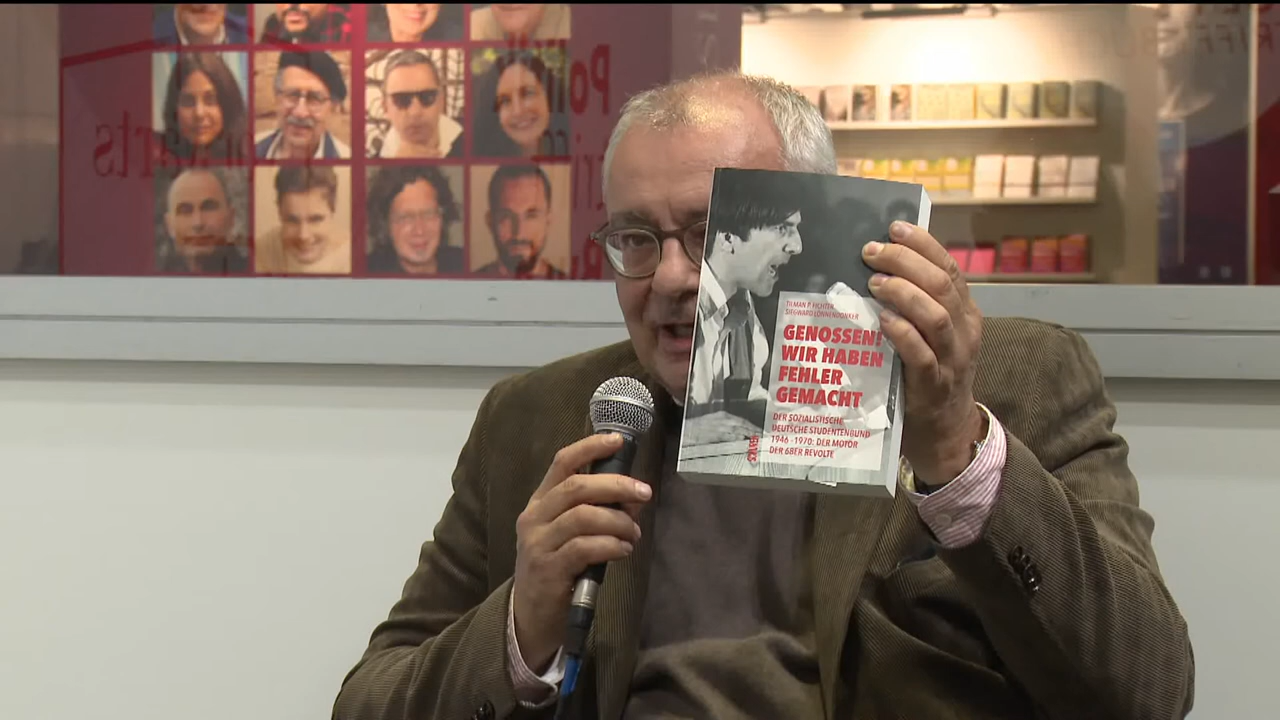 TILMAN P. FICHTER
SIEGWARD LÖNNENDONKER
GENOSSEN!
WIR HABEN
FEHLER
GEMACHT
DER SOZIALISTISCHE
DEUTSCHE STUDENTENBUND
1946 - 1970: DER MOTOR
DER 68ER REVOLTE